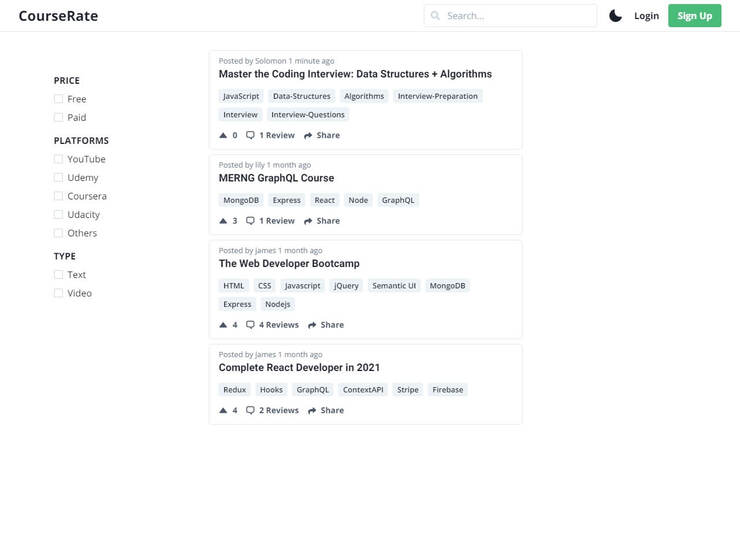 CourseRate
Search...
Login
Sign Up
PRICE
Free
Paid
PLATFORMS
YouTube
Udemy
Coursera
Udacity
Others
TYPE
Text
Video
Posted by Solomon 1 minute ago
Master the Coding Interview: Data Structures + Algorithms
JavaScript Data-Structures Algorithms Interview-Preparation
Interview Interview-Questions
0 1 Review Share
Posted by lily 1 month ago
MERNG GraphQL Course
MongoDB Express React Node GraphQL
3 1 Review Share
Posted by james 1 month ago
The Web Developer Bootcamp
HTML CSS Javascript jQuery Semantic UI MongoDB
Express Nodejs
4 4 Reviews Share
Posted by James 1 month ago
Complete React Developer in 2021
Redux Hooks GraphQL ContextAPI Stripe Firebase
4 2 Reviews Share